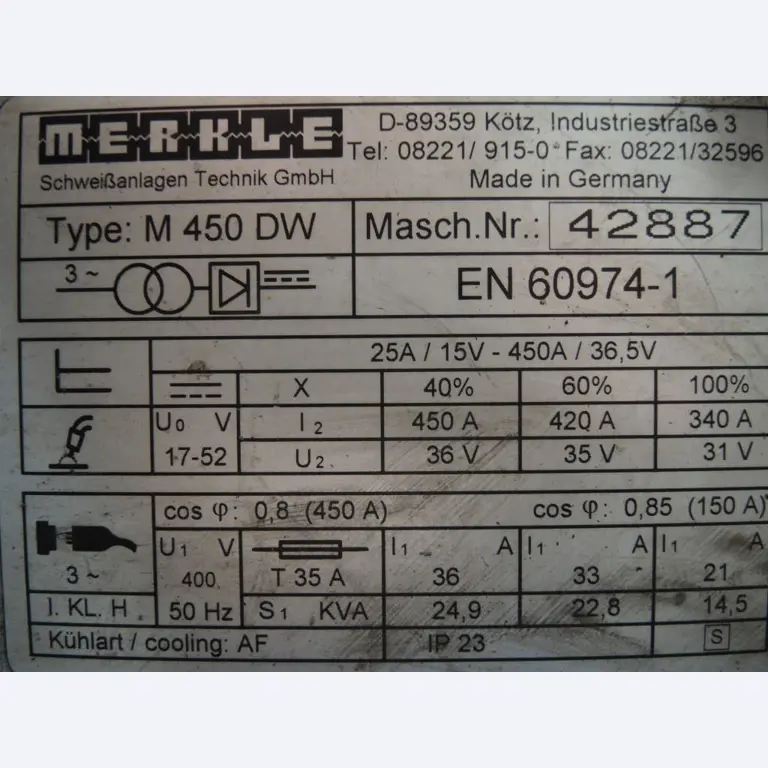 MERKLE
Schweißanlagen Technik GmbH
D-89359 Kötz, Industriestraße 3
Tel: 08221/ 915-0 Fax: 08221/32596
Made in Germany
Type: M 450 DW
Masch.Nr.: 42887
3 ~
EN 60974-1
25A / 15V - 450A / 36,5V
X 40% 60% 100%
U0 V I2 450 A 420 A 340 A
17-52 U2 36 V 35 V 31 V
cos φ: 0,8 (450 A) cos φ: 0,85 (150 A)
U1 V I1 A I1 A I1 A
3 ~ 400 T 35 A 36 33 21
I. KL. H 50 Hz S1 KVA 24,9 22,8 14,5
Kühlart / cooling: AF IP 23 S